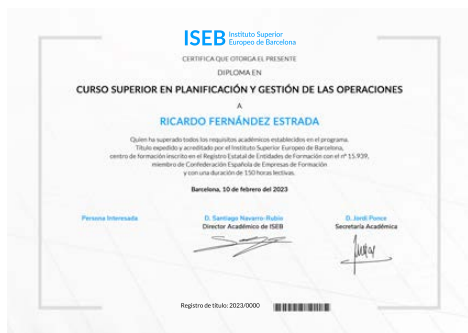 ISEB Instituto Superior
Europeo de Barcelona
CERTIFICA QUE OTORGA EL PRESENTE
DIPLOMA EN
CURSO SUPERIOR EN PLANIFICACIÓN Y GESTIÓN DE LAS OPERACIONES
A
RICARDO FERNÁNDEZ ESTRADA
Quien ha superado todos los requisitos académicos establecidos en el programa.
Título expedido y acreditado por el Instituto Superior Europeo de Barcelona,
centro de formación inscrito en el Registro Estatal de Entidades de Formación con el nº 15.939,
miembro de Confederación Española de Empresas de Formación
y con una duración de 150 horas lectivas.
Barcelona, 10 de febrero del 2023
Persona Interesada
D. Santiago Navarro-Rubio
Director Académico de ISEB
D. Jordi Ponce
Secretaría Académica
Registro de título: 2023/0000